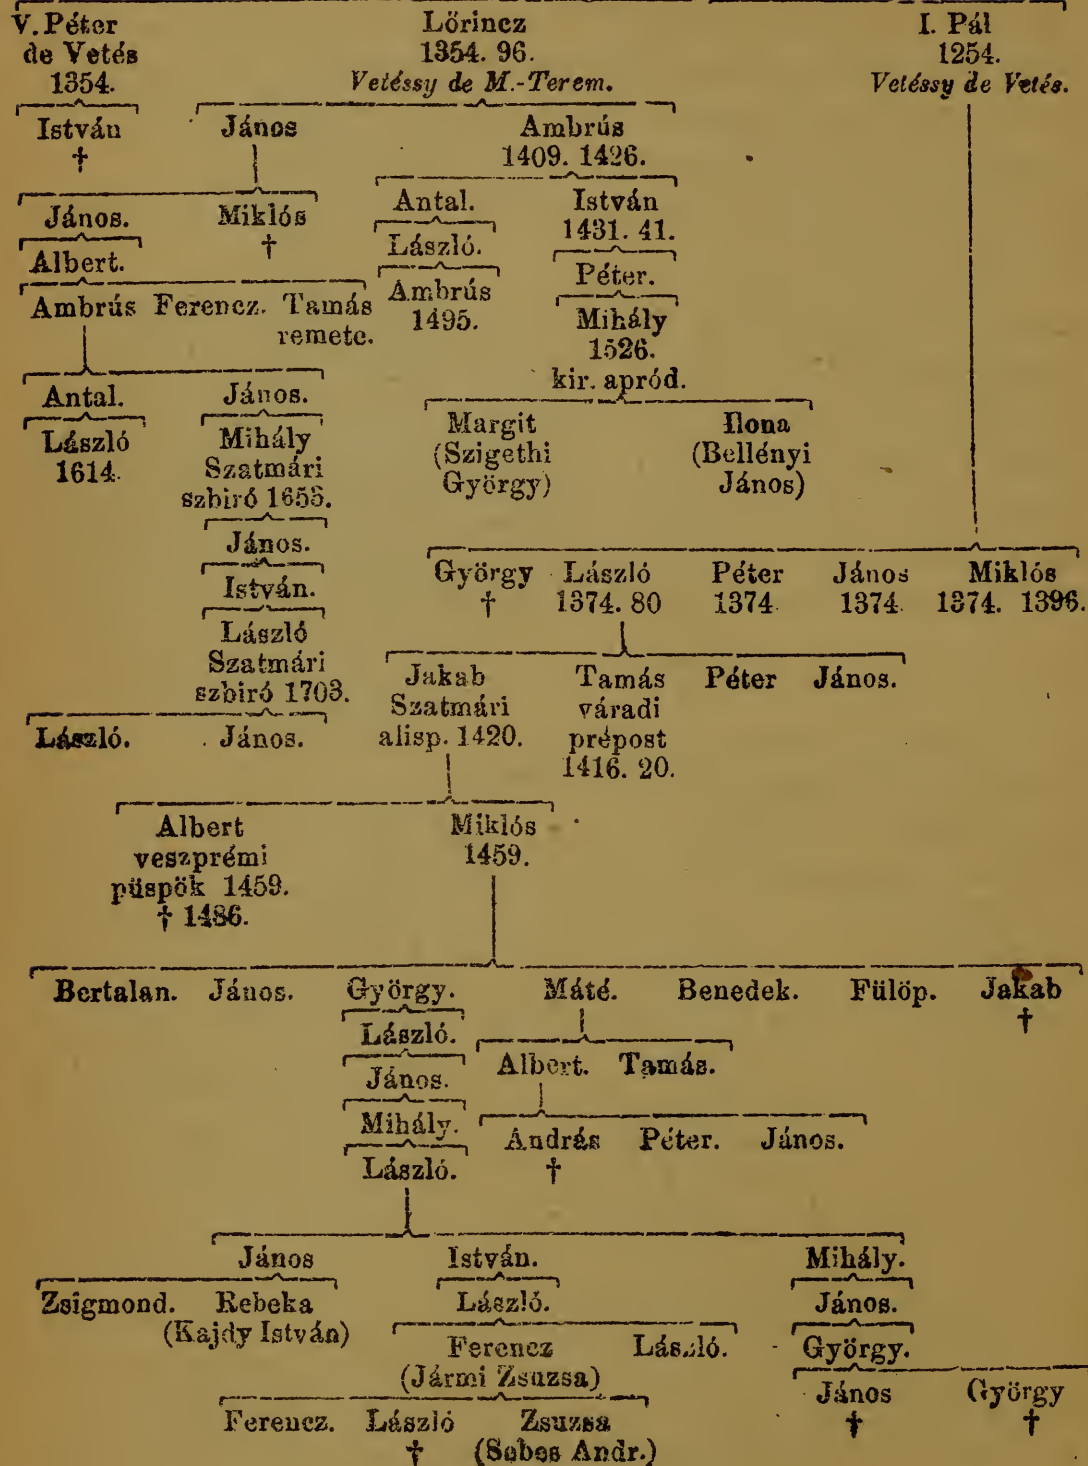 V. Péter Lőrincz I. Pál
de Vetés 1354. 96. 1254.
1354. Vetéssy de M.-Terem. Vetéssy de Vetés.
István János Ambrús
† 1409. 1426.
János. Miklós Antal. István
† 1431. 41.
Albert. László. Péter.
Ambrús Ferencz. Tamás Ambrús Mihály
remete. 1495. 1526.
kir. apród.
Antal. János. Margit Ilona
László Mihály (Szigethi (Bellényi
1614. Szatmári György) János)
szbiró 1653.
János. György László Péter János Miklós
István. † 1374. 80 1374. 1374. 1374. 1396.
László
Szatmári Jakab Tamás Péter János.
szbiró 1703. Szatmári váradi
László. János. alisp. 1420. prépost
1416. 20.
Albert Miklós
veszprémi 1459.
püspök 1459.
† 1486.
Bertalan. János. György. Máté. Benedek. Fülöp. Jakab
†
László. Albert. Tamás.
János.
Mihály. András Péter. János.
László. †
János István. Mihály.
Zsigmond. Rebeka László. János.
(Kajdy István) Ferencz László. György.
(Jármi Zsuzsa) János György
† †
Ferencz. László Zsuzsa
† (Sebes Andr.)